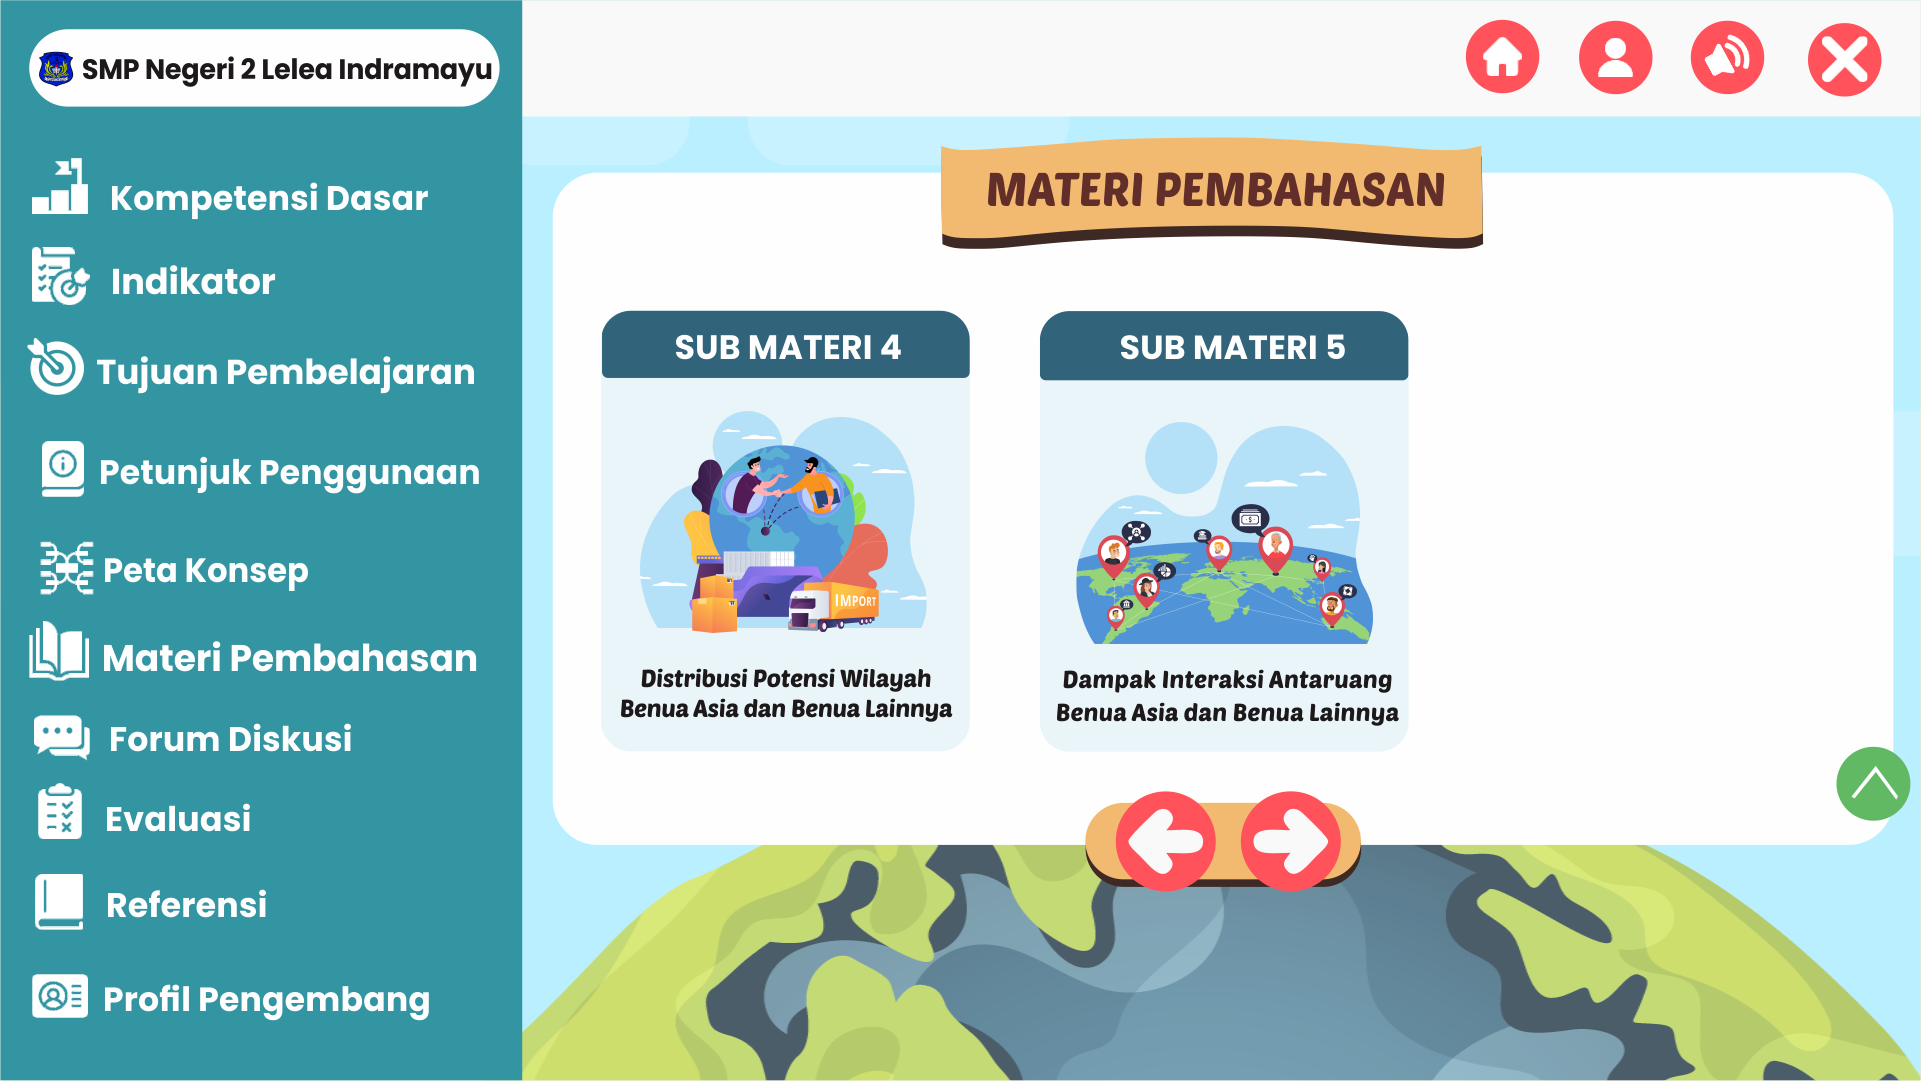 SMP Negeri 2 Lelea Indramayu
Kompetensi Dasar
Indikator
Tujuan Pembelajaran
Petunjuk Penggunaan
Peta Konsep
Materi Pembahasan
Forum Diskusi
Evaluasi
Referensi
Profil Pengembang
MATERI PEMBAHASAN
SUB MATERI 4
IMPORT
Distribusi Potensi Wilayah
Benua Asia dan Benua Lainnya
SUB MATERI 5
Dampak Interaksi Antaruang
Benua Asia dan Benua Lainnya